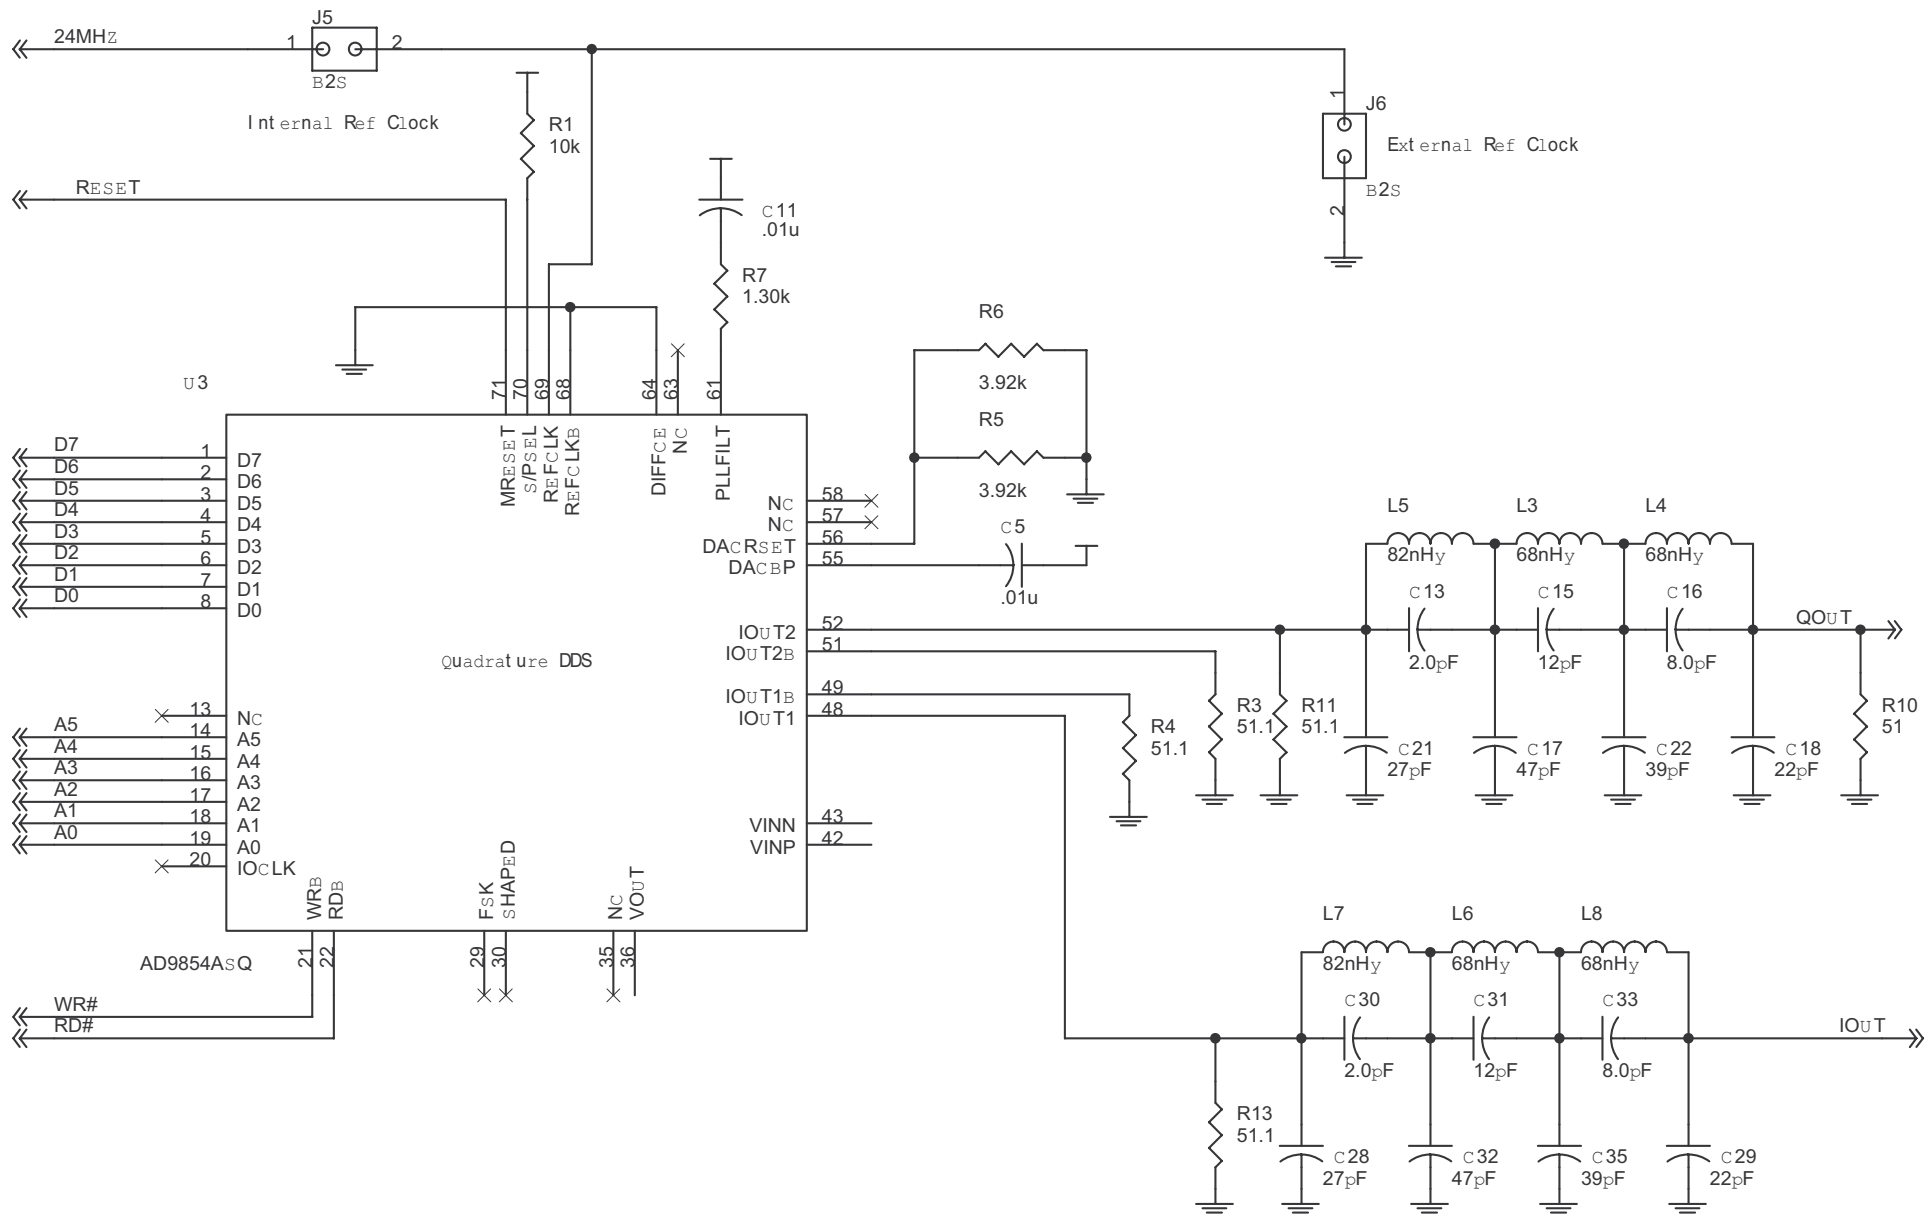 J5
24MHZ
1
2
B2S
Internal Ref Clock
R1
10k
J6
1
External Ref Clock
B2S
2
RESET
C11
.01u
R7
1.30k
R6
3.92k
R5
3.92k
U3
71
70
69
68
64
63
61
MRESET
S/PSEL
REFCLK
REFCLKB
DIFFCE
NC
PLLFILT
D7 1 D7
D6 2 D6
D5 3 D5
D4 4 D4
D3 5 D3
D2 6 D2
D1 7 D1
D0 8 D0
NC 58
NC 57
DACRSET 56
DACBP 55
C5
.01u
IOUT2 52
IOUT2B 51
IOUT1B 49
IOUT1 48
Quadrature DDS
13 NC
A5 14 A5
A4 15 A4
A3 16 A3
A2 17 A2
A1 18 A1
A0 19 A0
20 IOCLK
VINN 43
VINP 42
WRB
RDB
FSK
SHAPED
NC
VOUT
21
22
29
30
35
36
AD9854ASQ
WR#
RD#
L5
82nHy
L3
68nHy
L4
68nHy
C13
2.0pF
C15
12pF
C16
8.0pF
QOUT
R4
51.1
R3
51.1
R11
51.1
C21
27pF
C17
47pF
C22
39pF
C18
22pF
R10
51
L7
82nHy
L6
68nHy
L8
68nHy
C30
2.0pF
C31
12pF
C33
8.0pF
IOUT
R13
51.1
C28
27pF
C32
47pF
C35
39pF
C29
22pF